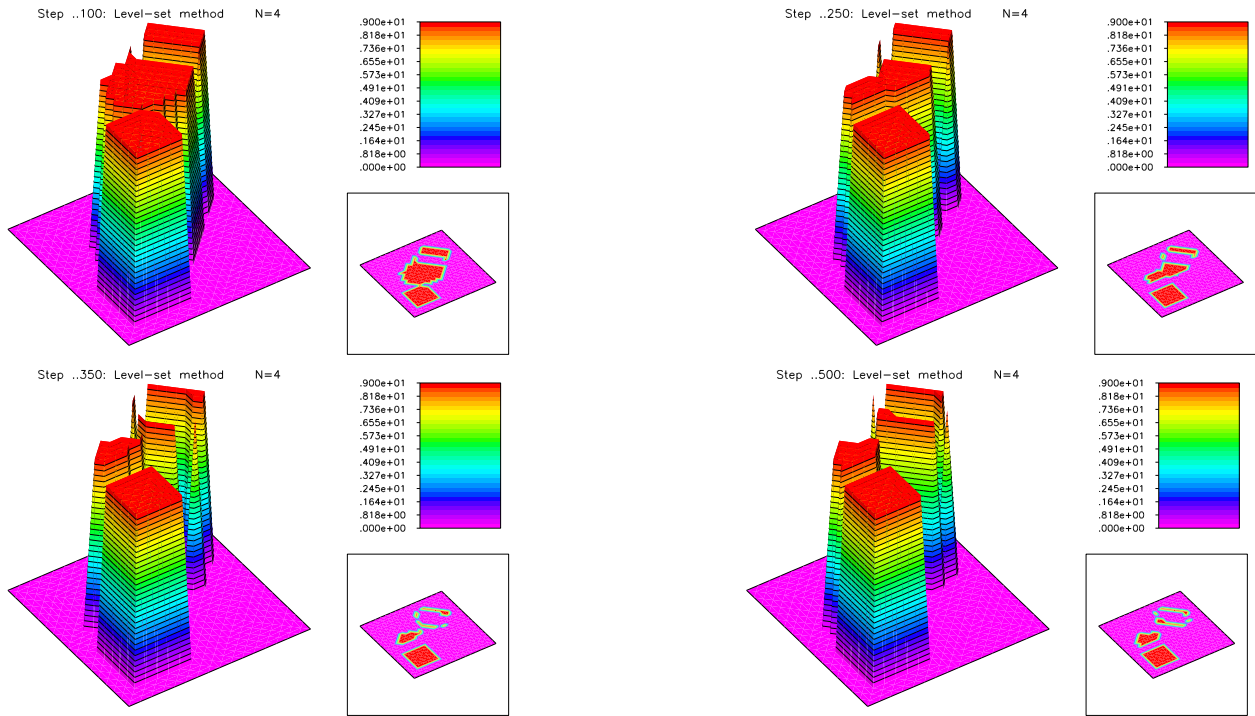 Step ..100: Level-set method N=4
.900e+01
.818e+01
.736e+01
.655e+01
.573e+01
.491e+01
.409e+01
.327e+01
.245e+01
.164e+01
.818e+00
.000e+00
Step ..250: Level-set method N=4
.900e+01
.818e+01
.736e+01
.655e+01
.573e+01
.491e+01
.409e+01
.327e+01
.245e+01
.164e+01
.818e+00
.000e+00
Step ..350: Level-set method N=4
.900e+01
.818e+01
.736e+01
.655e+01
.573e+01
.491e+01
.409e+01
.327e+01
.245e+01
.164e+01
.818e+00
.000e+00
Step ..500: Level-set method N=4
.900e+01
.818e+01
.736e+01
.655e+01
.573e+01
.491e+01
.409e+01
.327e+01
.245e+01
.164e+01
.818e+00
.000e+00